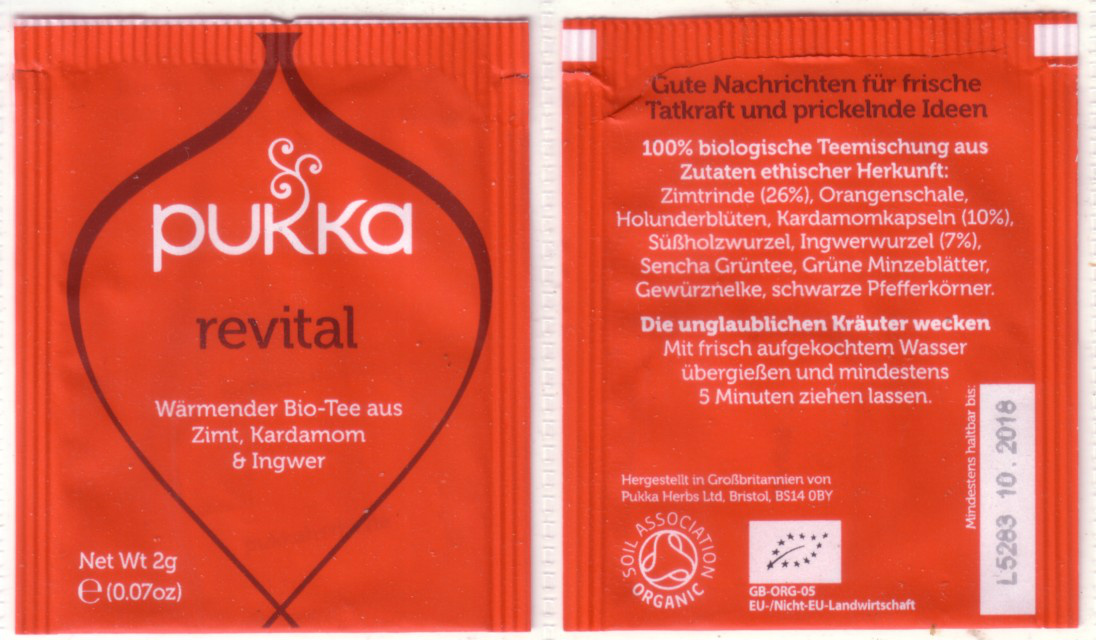 pukka
revital
Wärmender Bio-Tee aus
Zimt, Kardamom
& Ingwer
Net Wt 2g
℮ (0.07oz)
Gute Nachrichten für frische
Tatkraft und prickelnde Ideen
100% biologische Teemischung aus
Zutaten ethischer Herkunft:
Zimtrinde (26%), Orangenschale,
Holunderblüten, Kardamomkapseln (10%),
Süßholzwurzel, Ingwerwurzel (7%),
Sencha Grüntee, Grüne Minzeblätter,
Gewürznelke, schwarze Pfefferkörner.
Die unglaublichen Kräuter wecken
Mit frisch aufgekochtem Wasser
übergießen und mindestens
5 Minuten ziehen lassen.
Mindestens haltbar bis:
L5283 10.2018
Hergestellt in Großbritannien von
Pukka Herbs Ltd, Bristol, BS14 0BY
SOIL ASSOCIATION
ORGANIC
GB-ORG-05
EU-/Nicht-EU-Landwirtschaft